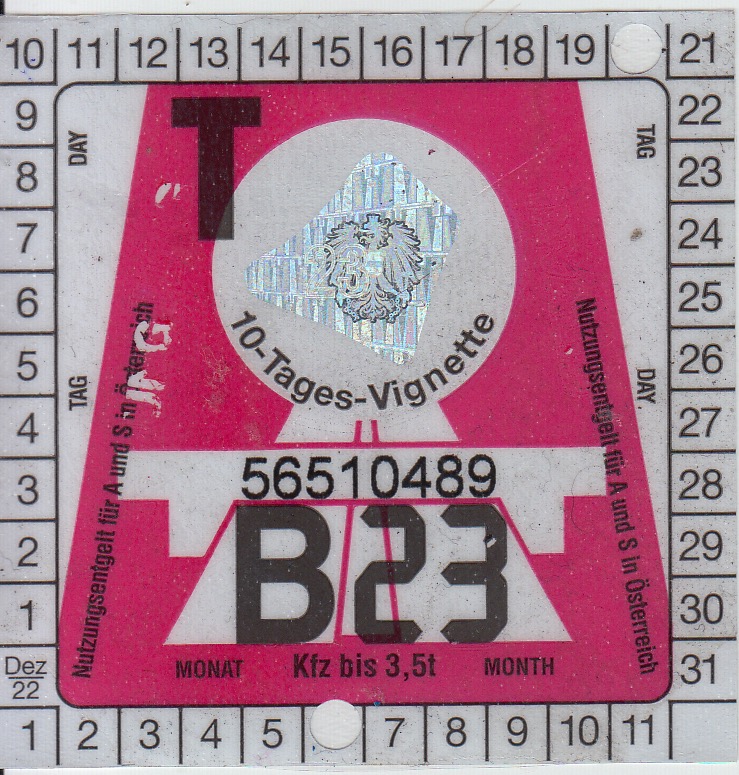 10 11 12 13 14 15 16 17 18 19 21
9 22
8 23
7 24
6 25
5 26
4 27
3 28
2 29
1 30
Dez
22
31
1 2 3 4 5 7 8 9 10 11
DAY
TAG
TAG
DAY
T
23
10-Tages-Vignette
56510489
B23
MONAT Kfz bis 3,5t MONTH
Nutzungsentgelt für A und S in Österreich
Nutzungsentgelt für A und S in Österreich